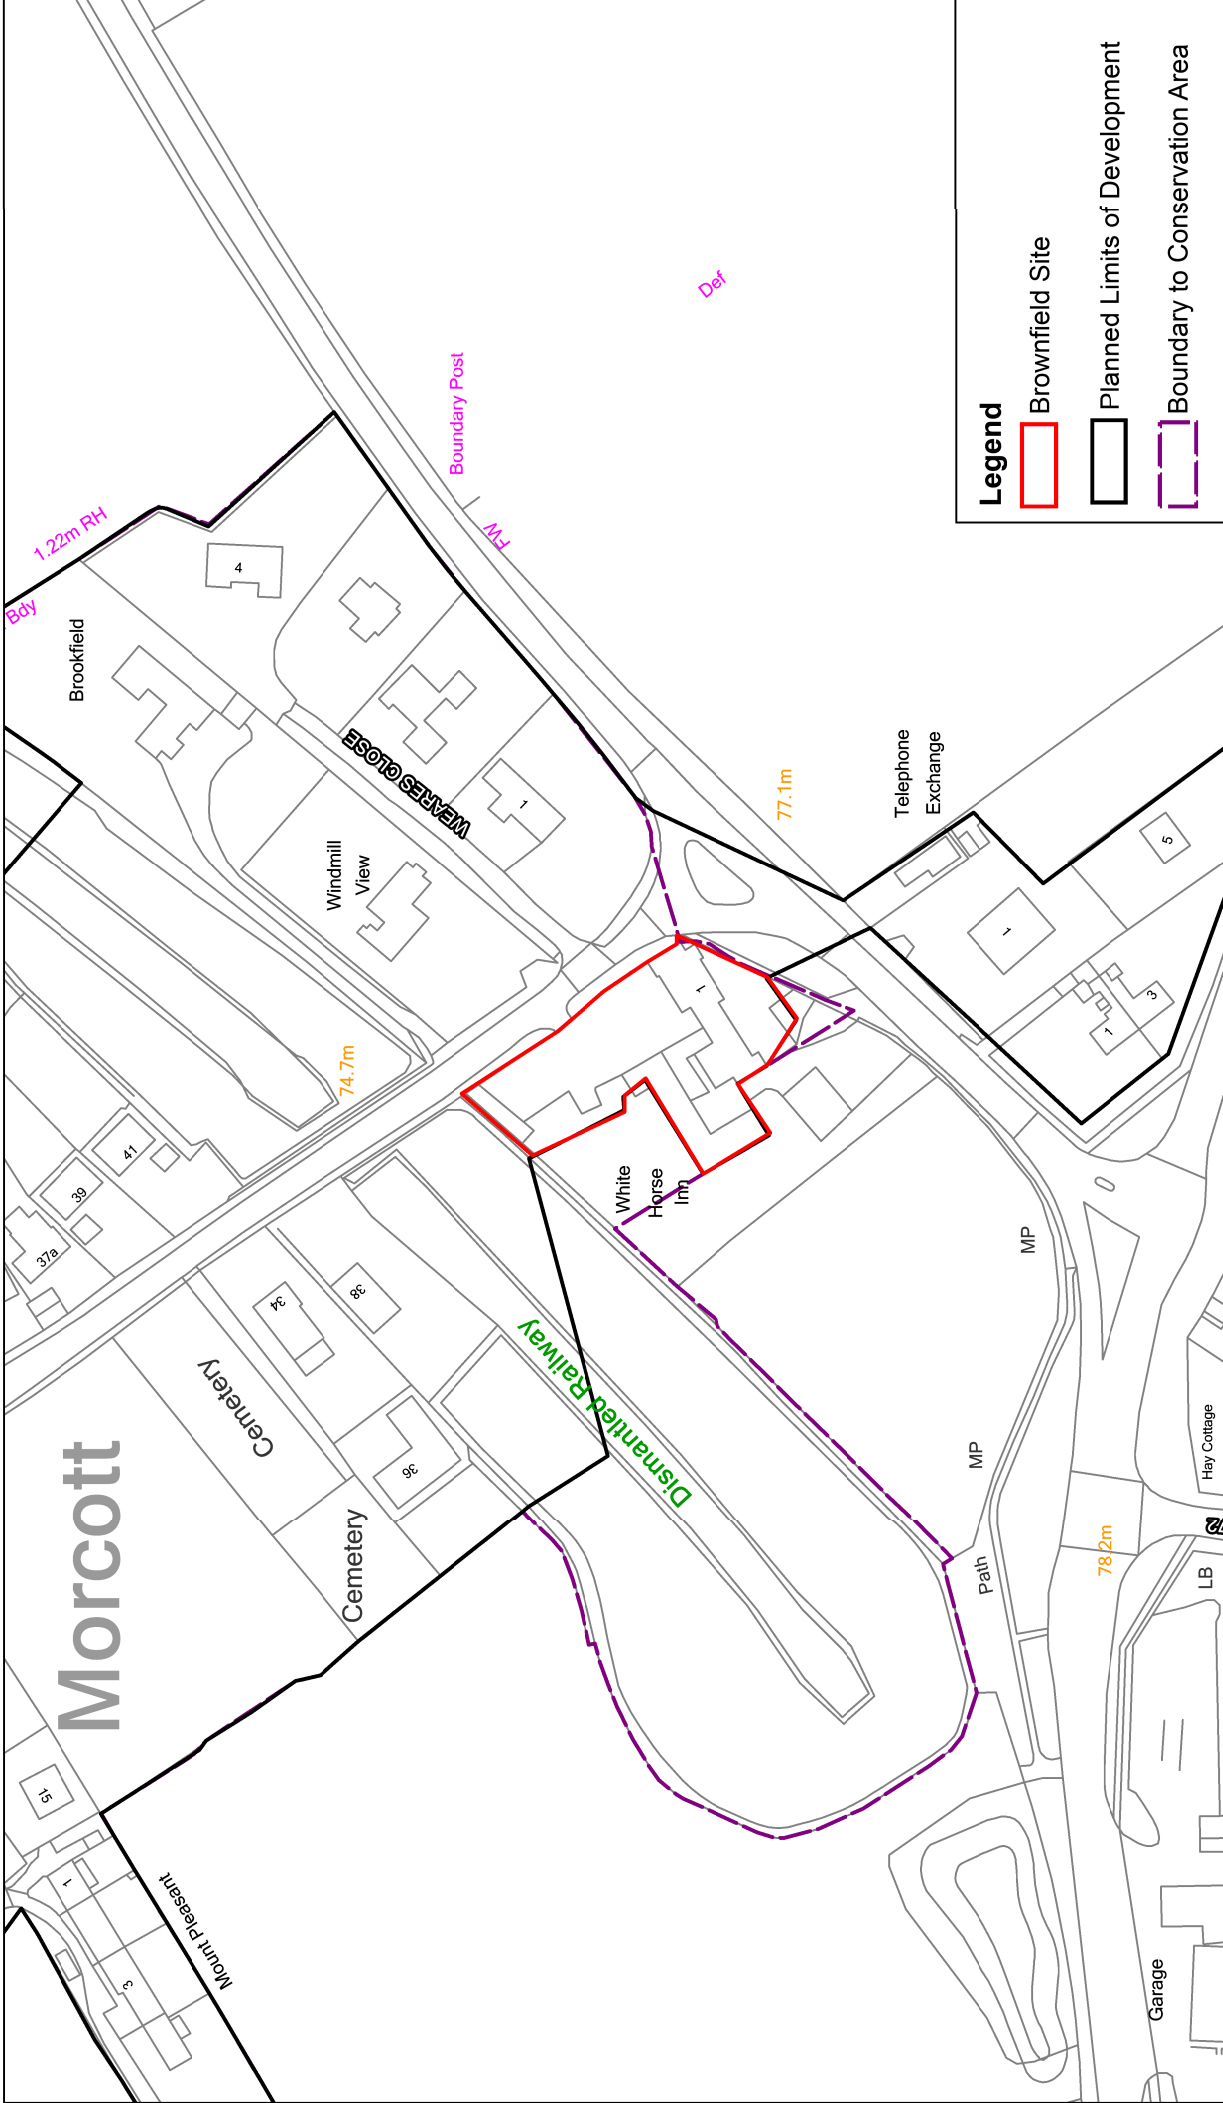 Morcott
Mount Pleasant
15
1
3
Cemetery
Cemetery
34
38
36
37a
39
41
74.7m
Dismantled Railway
White
Horse
Inn
1
Windmill
View
WEARES CLOSE
Brookfield
4
1
Bdy
1.22m RH
Boundary Post
FW
Def
77.1m
Telephone
Exchange
1
5
1
3
MP
MP
Path
78.2m
LB
Hay Cottage
Garage
Legend
Brownfield Site
Planned Limits of Development
Boundary to Conservation Area